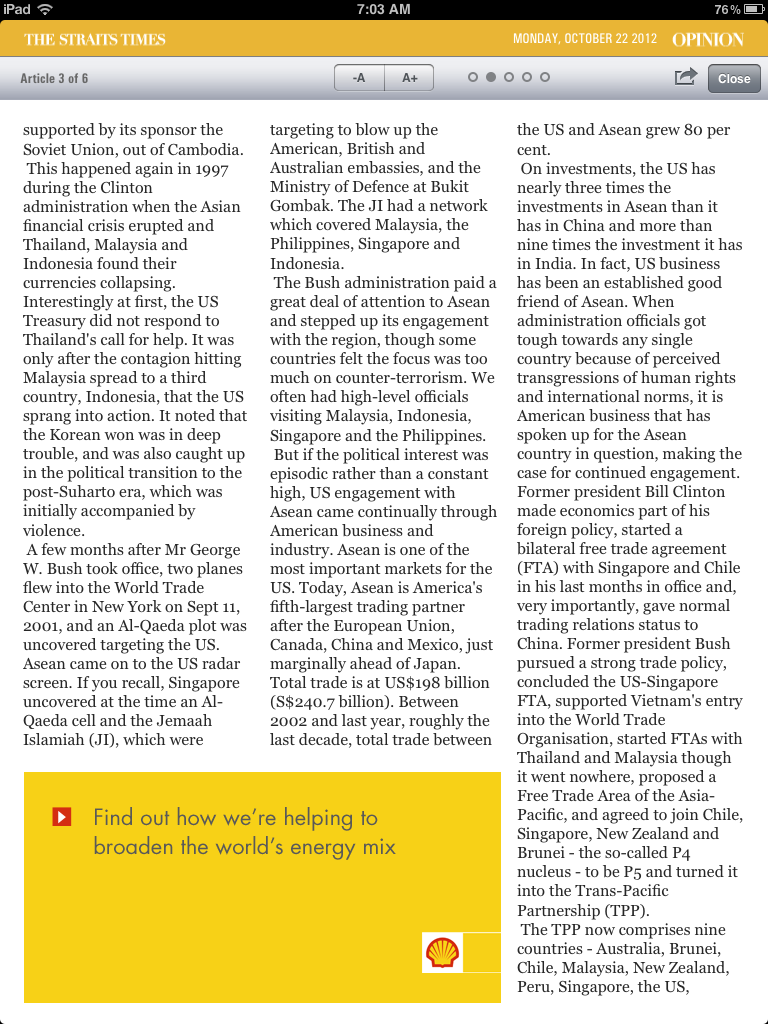 iPad
7:03 AM
76%
THE STRAITS TIMES
MONDAY, OCTOBER 22 2012
OPINION
Article 3 of 6
-A
A+
Close
supported by its sponsor the
Soviet Union, out of Cambodia.
This happened again in 1997
during the Clinton
administration when the Asian
financial crisis erupted and
Thailand, Malaysia and
Indonesia found their
currencies collapsing.
Interestingly at first, the US
Treasury did not respond to
Thailand's call for help. It was
only after the contagion hitting
Malaysia spread to a third
country, Indonesia, that the US
sprang into action. It noted that
the Korean won was in deep
trouble, and was also caught up
in the political transition to the
post-Suharto era, which was
initially accompanied by
violence.
A few months after Mr George
W. Bush took office, two planes
flew into the World Trade
Center in New York on Sept 11,
2001, and an Al-Qaeda plot was
uncovered targeting the US.
Asean came on to the US radar
screen. If you recall, Singapore
uncovered at the time an Al-
Qaeda cell and the Jemaah
Islamiah (JI), which were
targeting to blow up the
American, British and
Australian embassies, and the
Ministry of Defence at Bukit
Gombak. The JI had a network
which covered Malaysia, the
Philippines, Singapore and
Indonesia.
The Bush administration paid a
great deal of attention to Asean
and stepped up its engagement
with the region, though some
countries felt the focus was too
much on counter-terrorism. We
often had high-level officials
visiting Malaysia, Indonesia,
Singapore and the Philippines.
But if the political interest was
episodic rather than a constant
high, US engagement with
Asean came continually through
American business and
industry. Asean is one of the
most important markets for the
US. Today, Asean is America's
fifth-largest trading partner
after the European Union,
Canada, China and Mexico, just
marginally ahead of Japan.
Total trade is at US$198 billion
(S$240.7 billion). Between
2002 and last year, roughly the
last decade, total trade between
the US and Asean grew 80 per
cent.
On investments, the US has
nearly three times the
investments in Asean than it
has in China and more than
nine times the investment it has
in India. In fact, US business
has been an established good
friend of Asean. When
administration officials got
tough towards any single
country because of perceived
transgressions of human rights
and international norms, it is
American business that has
spoken up for the Asean
country in question, making the
case for continued engagement.
Former president Bill Clinton
made economics part of his
foreign policy, started a
bilateral free trade agreement
(FTA) with Singapore and Chile
in his last months in office and,
very importantly, gave normal
trading relations status to
China. Former president Bush
pursued a strong trade policy,
concluded the US-Singapore
FTA, supported Vietnam's entry
into the World Trade
Organisation, started FTAs with
Thailand and Malaysia though
it went nowhere, proposed a
Free Trade Area of the Asia-
Pacific, and agreed to join Chile,
Singapore, New Zealand and
Brunei - the so-called P4
nucleus - to be P5 and turned it
into the Trans-Pacific
Partnership (TPP).
The TPP now comprises nine
countries - Australia, Brunei,
Chile, Malaysia, New Zealand,
Peru, Singapore, the US,
Find out how we're helping to
broaden the world's energy mix